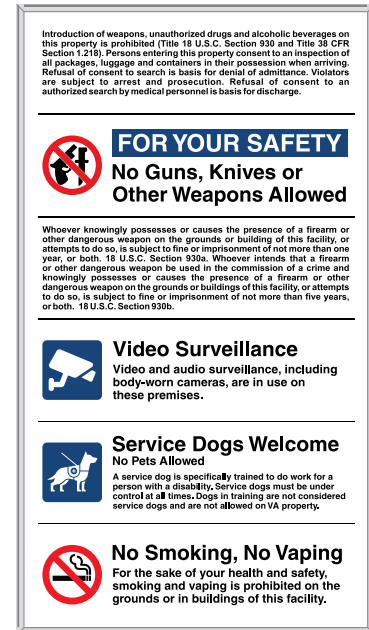 Introduction of weapons, unauthorized drugs and alcoholic beverages on
this property is prohibited (Title 18 U.S.C. Section 930 and Title 38 CFR
Section 1.218). Persons entering this property consent to an inspection of
all packages, luggage and containers in their possession when arriving.
Refusal of consent to search is basis for denial of admittance. Violators
are subject to arrest and prosecution. Refusal of consent to an
authorized search by medical personnel is basis for discharge.
FOR YOUR SAFETY
No Guns, Knives or
Other Weapons Allowed
Whoever knowingly possesses or causes the presence of a firearm or
other dangerous weapon on the grounds or building of this facility, or
attempts to do so, is subject to fine or imprisonment of not more than one
year, or both. 18 U.S.C. Section 930a. Whoever intends that a firearm
or other dangerous weapon be used in the commission of a crime and
knowingly possesses or causes the presence of a firearm or other
dangerous weapon on the grounds or buildings of this facility, or attempts
to do so, is subject to fine or imprisonment of not more than five years,
or both. 18 U.S.C. Section 930b.
Video Surveillance
Video and audio surveillance, including
body-worn cameras, are in use on
these premises.
Service Dogs Welcome
No Pets Allowed
A service dog is specifically trained to do work for a
person with a disability. Service dogs must be under
control at all times. Dogs in training are not considered
service dogs and are not allowed on VA property.
No Smoking, No Vaping
For the sake of your health and safety,
smoking and vaping is prohibited on the
grounds or in buildings of this facility.